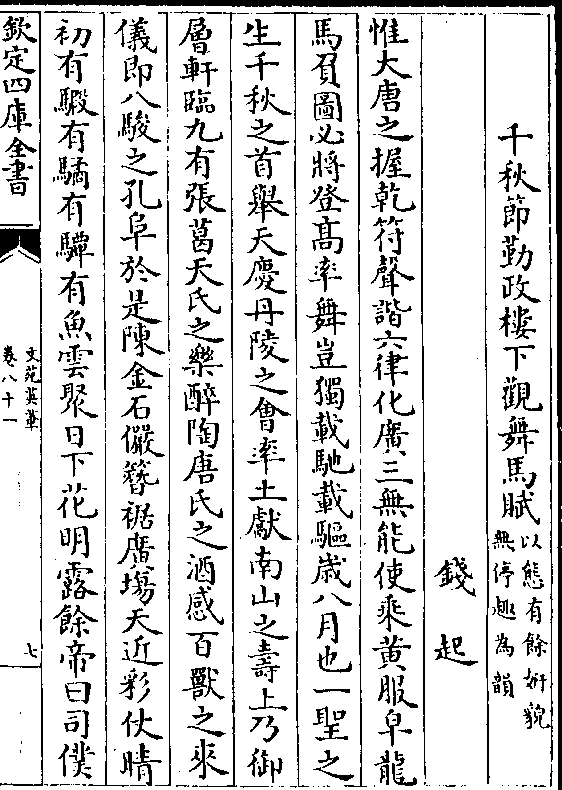 千秋節勤政樓下觀舞馬賦以態有餘妍貌
無停趣為韻
錢起
惟大唐之握乾符聲諧六律化廣三無能使乘黄服皁龍
馬負圖必將登髙率舞豈獨載馳載驅嵗八月也一聖之
生千秋之首舉天慶丹陵之會率土獻南山之壽上乃御
層軒臨九有張葛天氏之樂醉陶唐氏之酒感百獸之來
儀即八駿之孔阜於是陳金石儼簪裾廣塲天近彩仗晴
初有騢有驈有驔有魚雲聚日下花明露餘帝曰司僕
欽定四庫全書
文苑英華
卷八十一
七